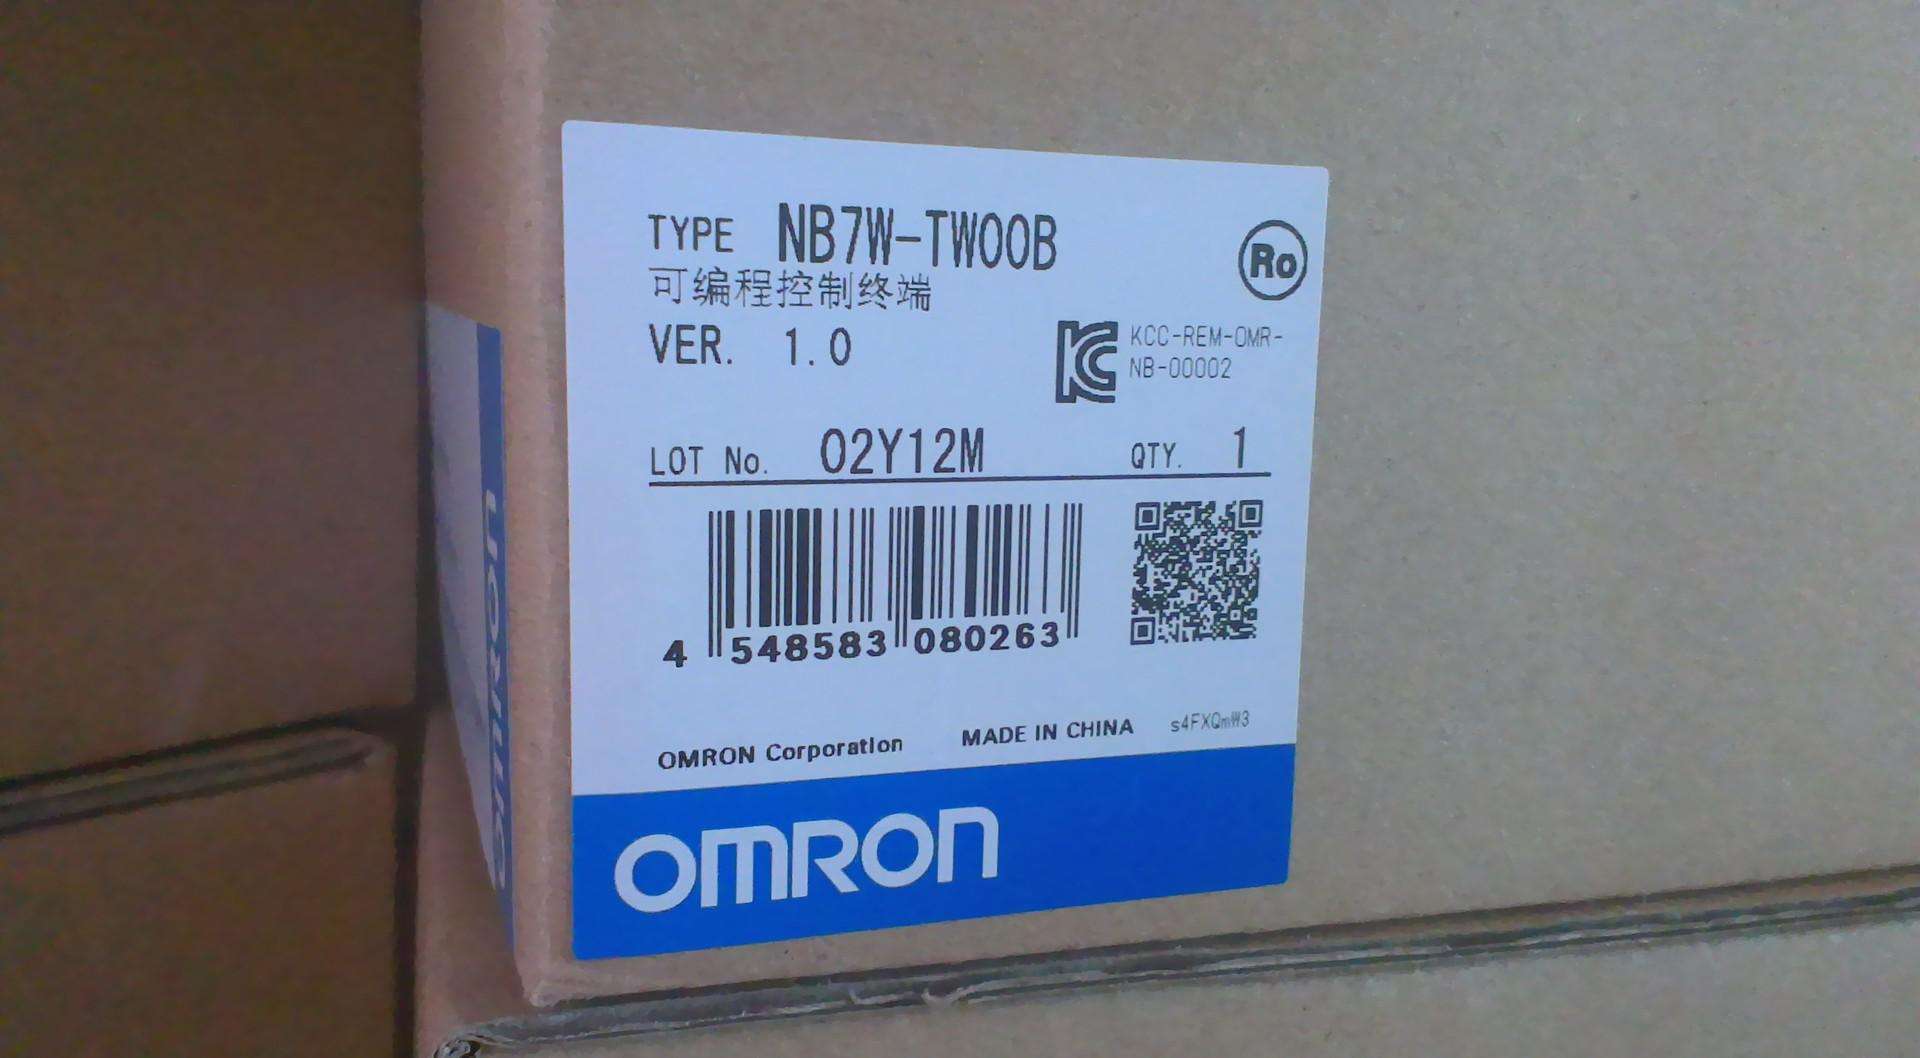 TYPE NB7W-TW00B
Ro
可编程控制终端
VER. 1.0
KCC-REM-OMR-
NB-00002
LOT No. 02Y12M QTY. 1
4 548583 080263
OMRON Corporation MADE IN CHINA s4FXQmW3
OMRON
OMRON